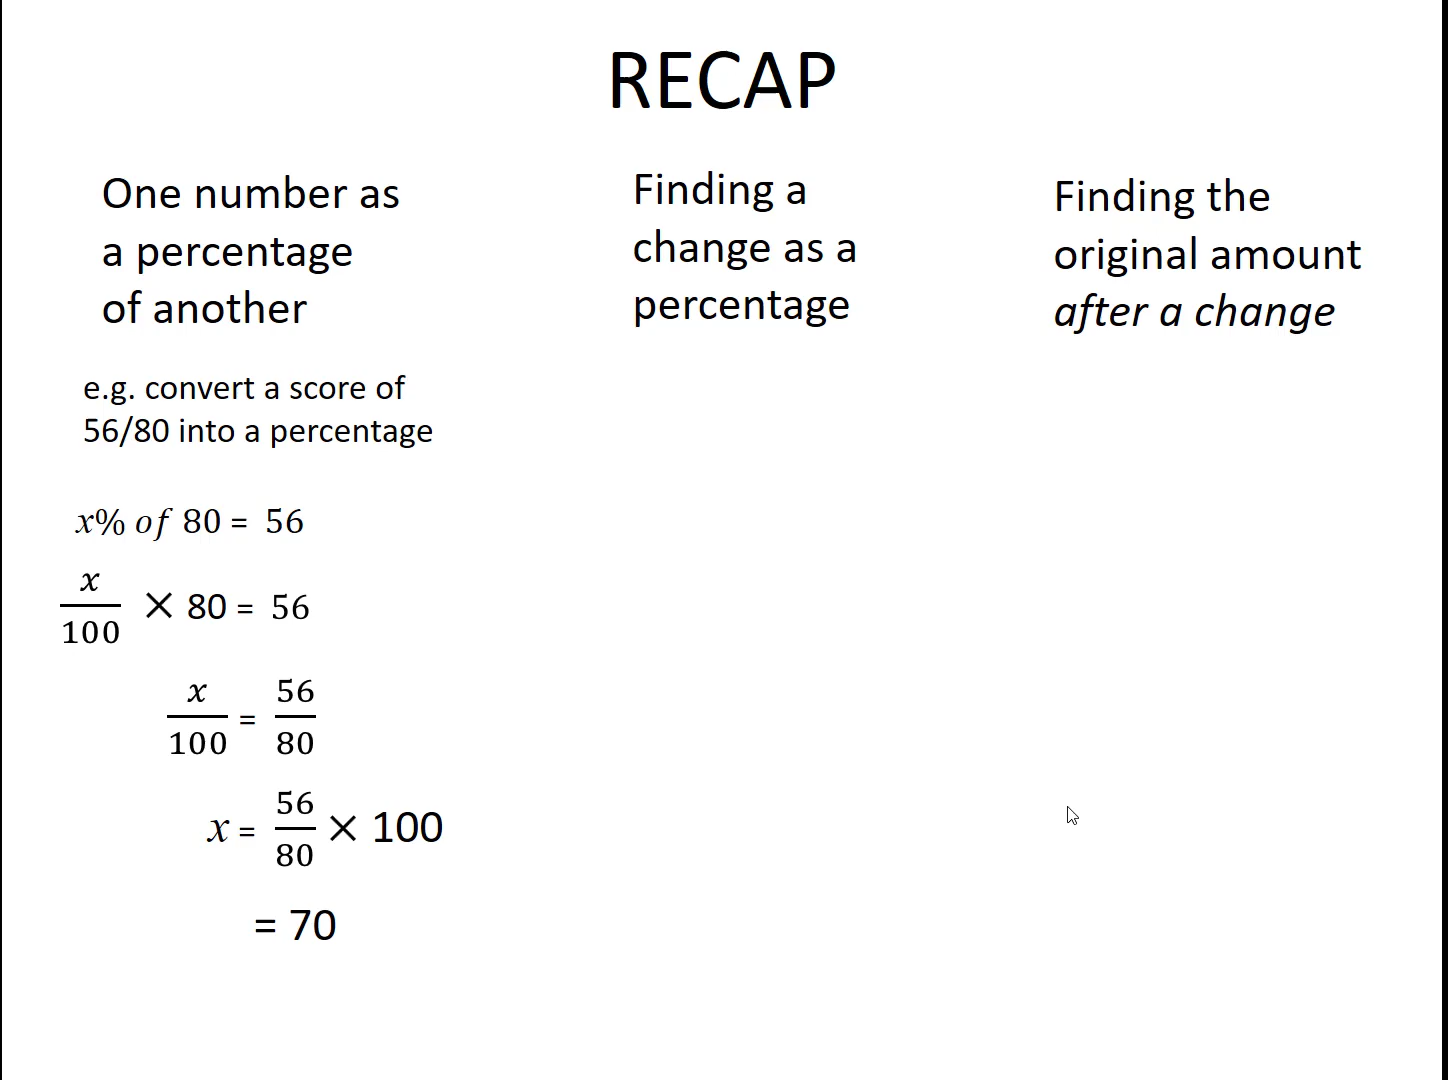 RECAP
One number as
a percentage
of another
e.g. convert a score of
56/80 into a percentage
x% of 80 = 56
x/100 × 80 = 56
x/100 = 56/80
x = 56/80 × 100
= 70
Finding a
change as a
percentage
Finding the
original amount
after a change